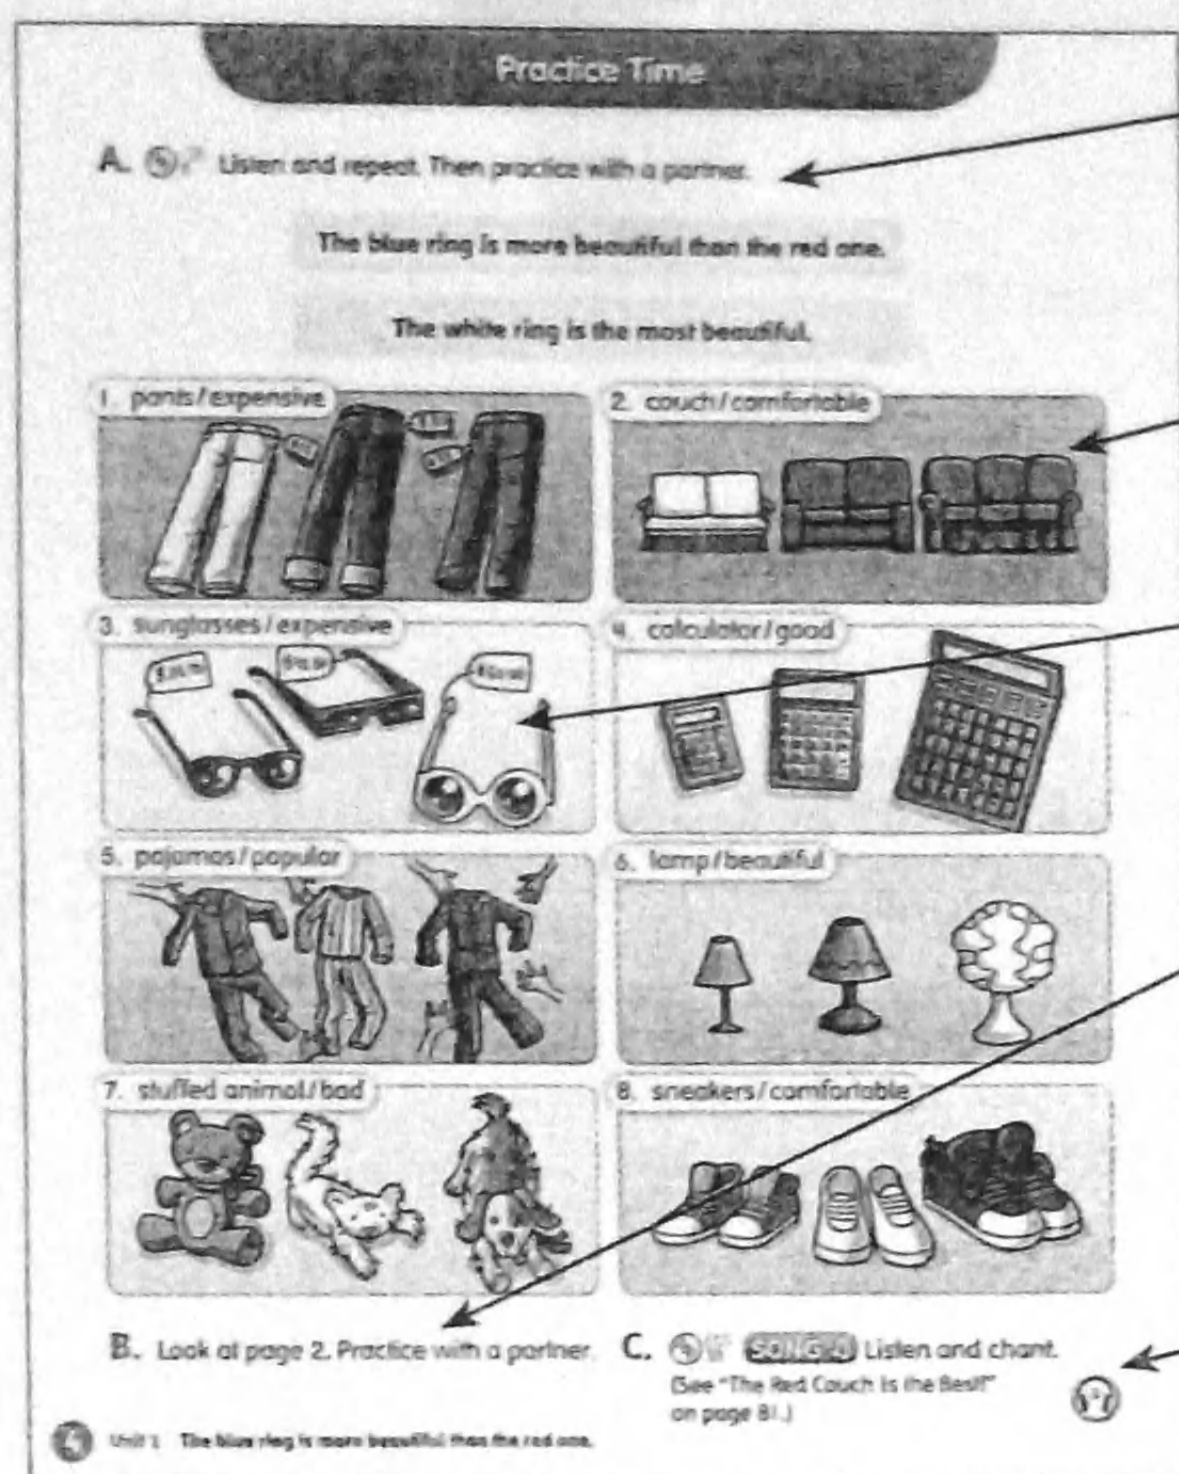 Practice Time
A. Listen and repeat. Then practice with a partner.
The blue ring is more beautiful than the red one.
The white ring is the most beautiful.
1. pants/expensive
2. couch/comfortable
3. sunglasses/expensive
4. calculator/good
5. pajamas/popular
6. lamp/beautiful
7. stuffed animal/bad
8. sneakers/comfortable
B. Look at page 2. Practice with a partner.
C. Listen and chant.
(See "The Red Couch Is the Best!"
on page 81.)
4 Unit 1 The blue ring is more beautiful than the red one.